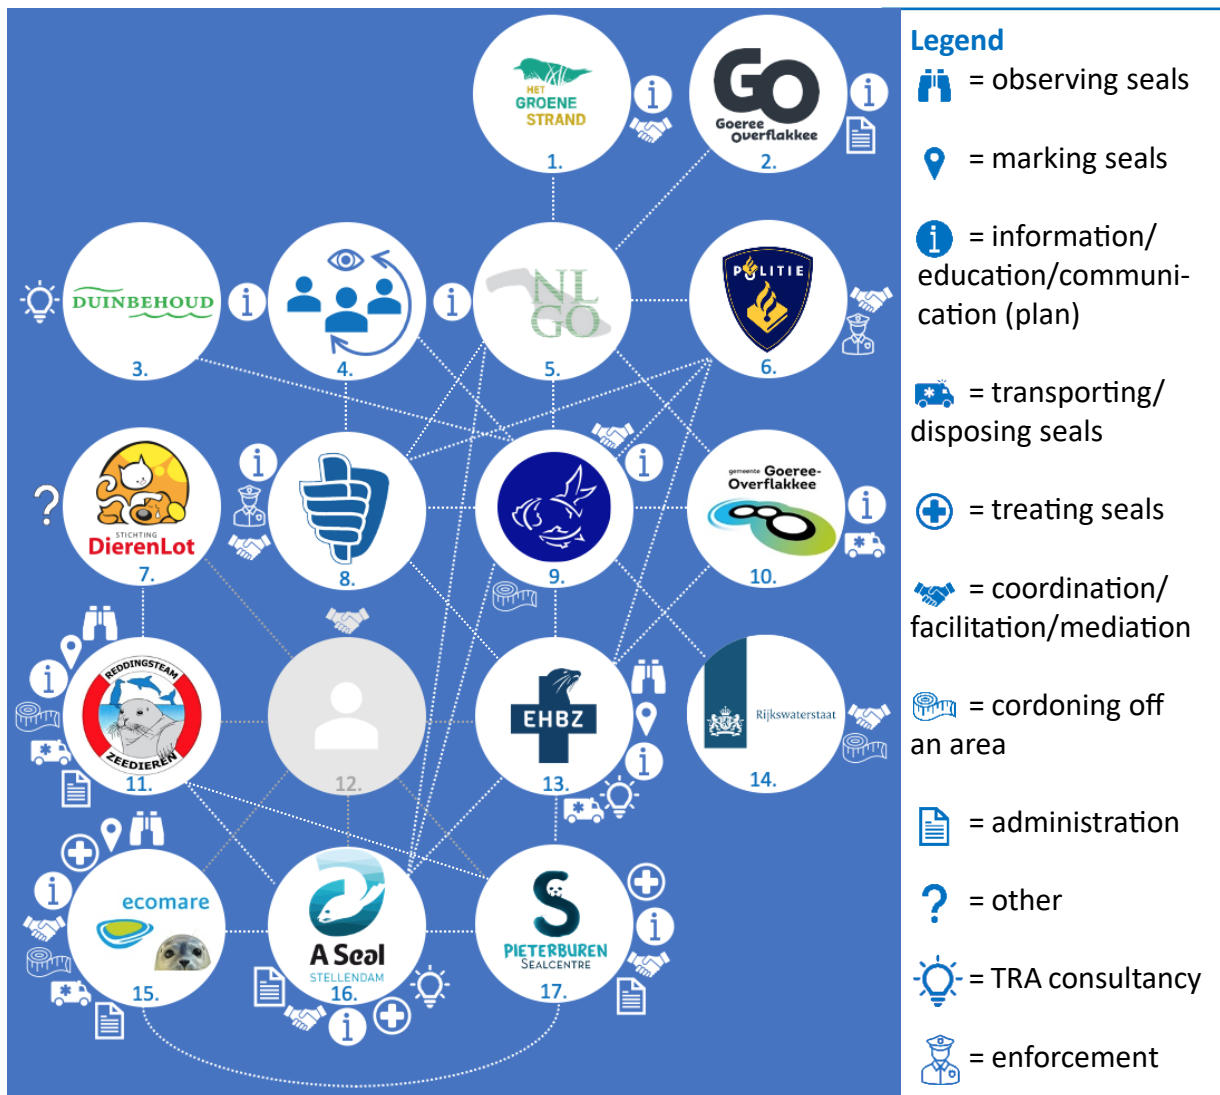 HET
GROENE
STRAND
1.
GO
Goeree
Overflakkee
2.
DUINBEHOUD
3.
4.
NL
GO
5.
POLITIE
6.
STICHTING
DierenLot
7.
8.
9.
gemeente Goeree-
Overflakkee
10.
REDDINGSTEAM
ZEEDIEREN
11.
12.
EHBZ
13.
Rijkswaterstaat
14.
ecomare
15.
A Seal
STELLENDAM
16.
S
PIETERBUREN
SEALCENTRE
17.
Legend
= observing seals
= marking seals
= information/
education/communi-
cation (plan)
= transporting/
disposing seals
= treating seals
= coordination/
facilitation/mediation
= cordoning off
an area
= administration
? = other
= TRA consultancy
= enforcement